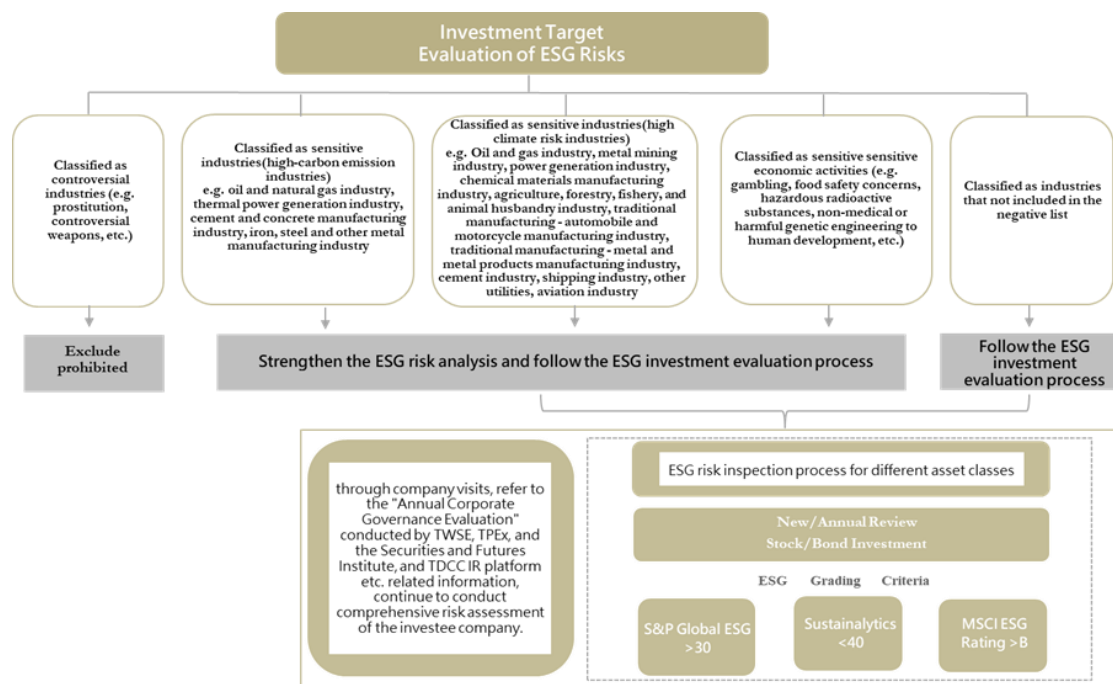 Investment Target
Evaluation of ESG Risks
Classified as
controversial
industries (e.g.
prostitution,
controversial
weapons, etc.)
Classified as sensitive
industries(high-carbon emission
industries)
e.g. oil and natural gas industry,
thermal power generation industry,
cement and concrete manufacturing
industry, iron, steel and other metal
manufacturing industry
Classified as sensitive industries(high
climate risk industries)
e.g. Oil and gas industry, metal mining
industry, power generation industry,
chemical materials manufacturing
industry, agriculture, forestry, fishery, and
animal husbandry industry, traditional
manufacturing - automobile and
motorcycle manufacturing industry,
traditional manufacturing - metal and
metal products manufacturing industry,
cement industry, shipping industry, other
utilities, aviation industry
Classified as sensitive sensitive
economic activities (e.g.
gambling, food safety concerns,
hazardous radioactive
substances, non-medical or
harmful genetic engineering to
human development, etc.)
Classified as industries
that not included in the
negative list
Exclude
prohibited
Strengthen the ESG risk analysis and follow the ESG investment evaluation process
Follow the ESG
investment
evaluation process
through company visits, refer to
the "Annual Corporate
Governance Evaluation"
conducted by TWSE, TPEx, and
the Securities and Futures
Institute, and TDCC IR platform
etc. related information,
continue to conduct
comprehensive risk assessment
of the investee company.
ESG risk inspection process for different asset classes
New/Annual Review
Stock/Bond Investment
ESG Grading Criteria
S&P Global ESG
>30
Sustainalytics
<40
MSCI ESG
Rating >B